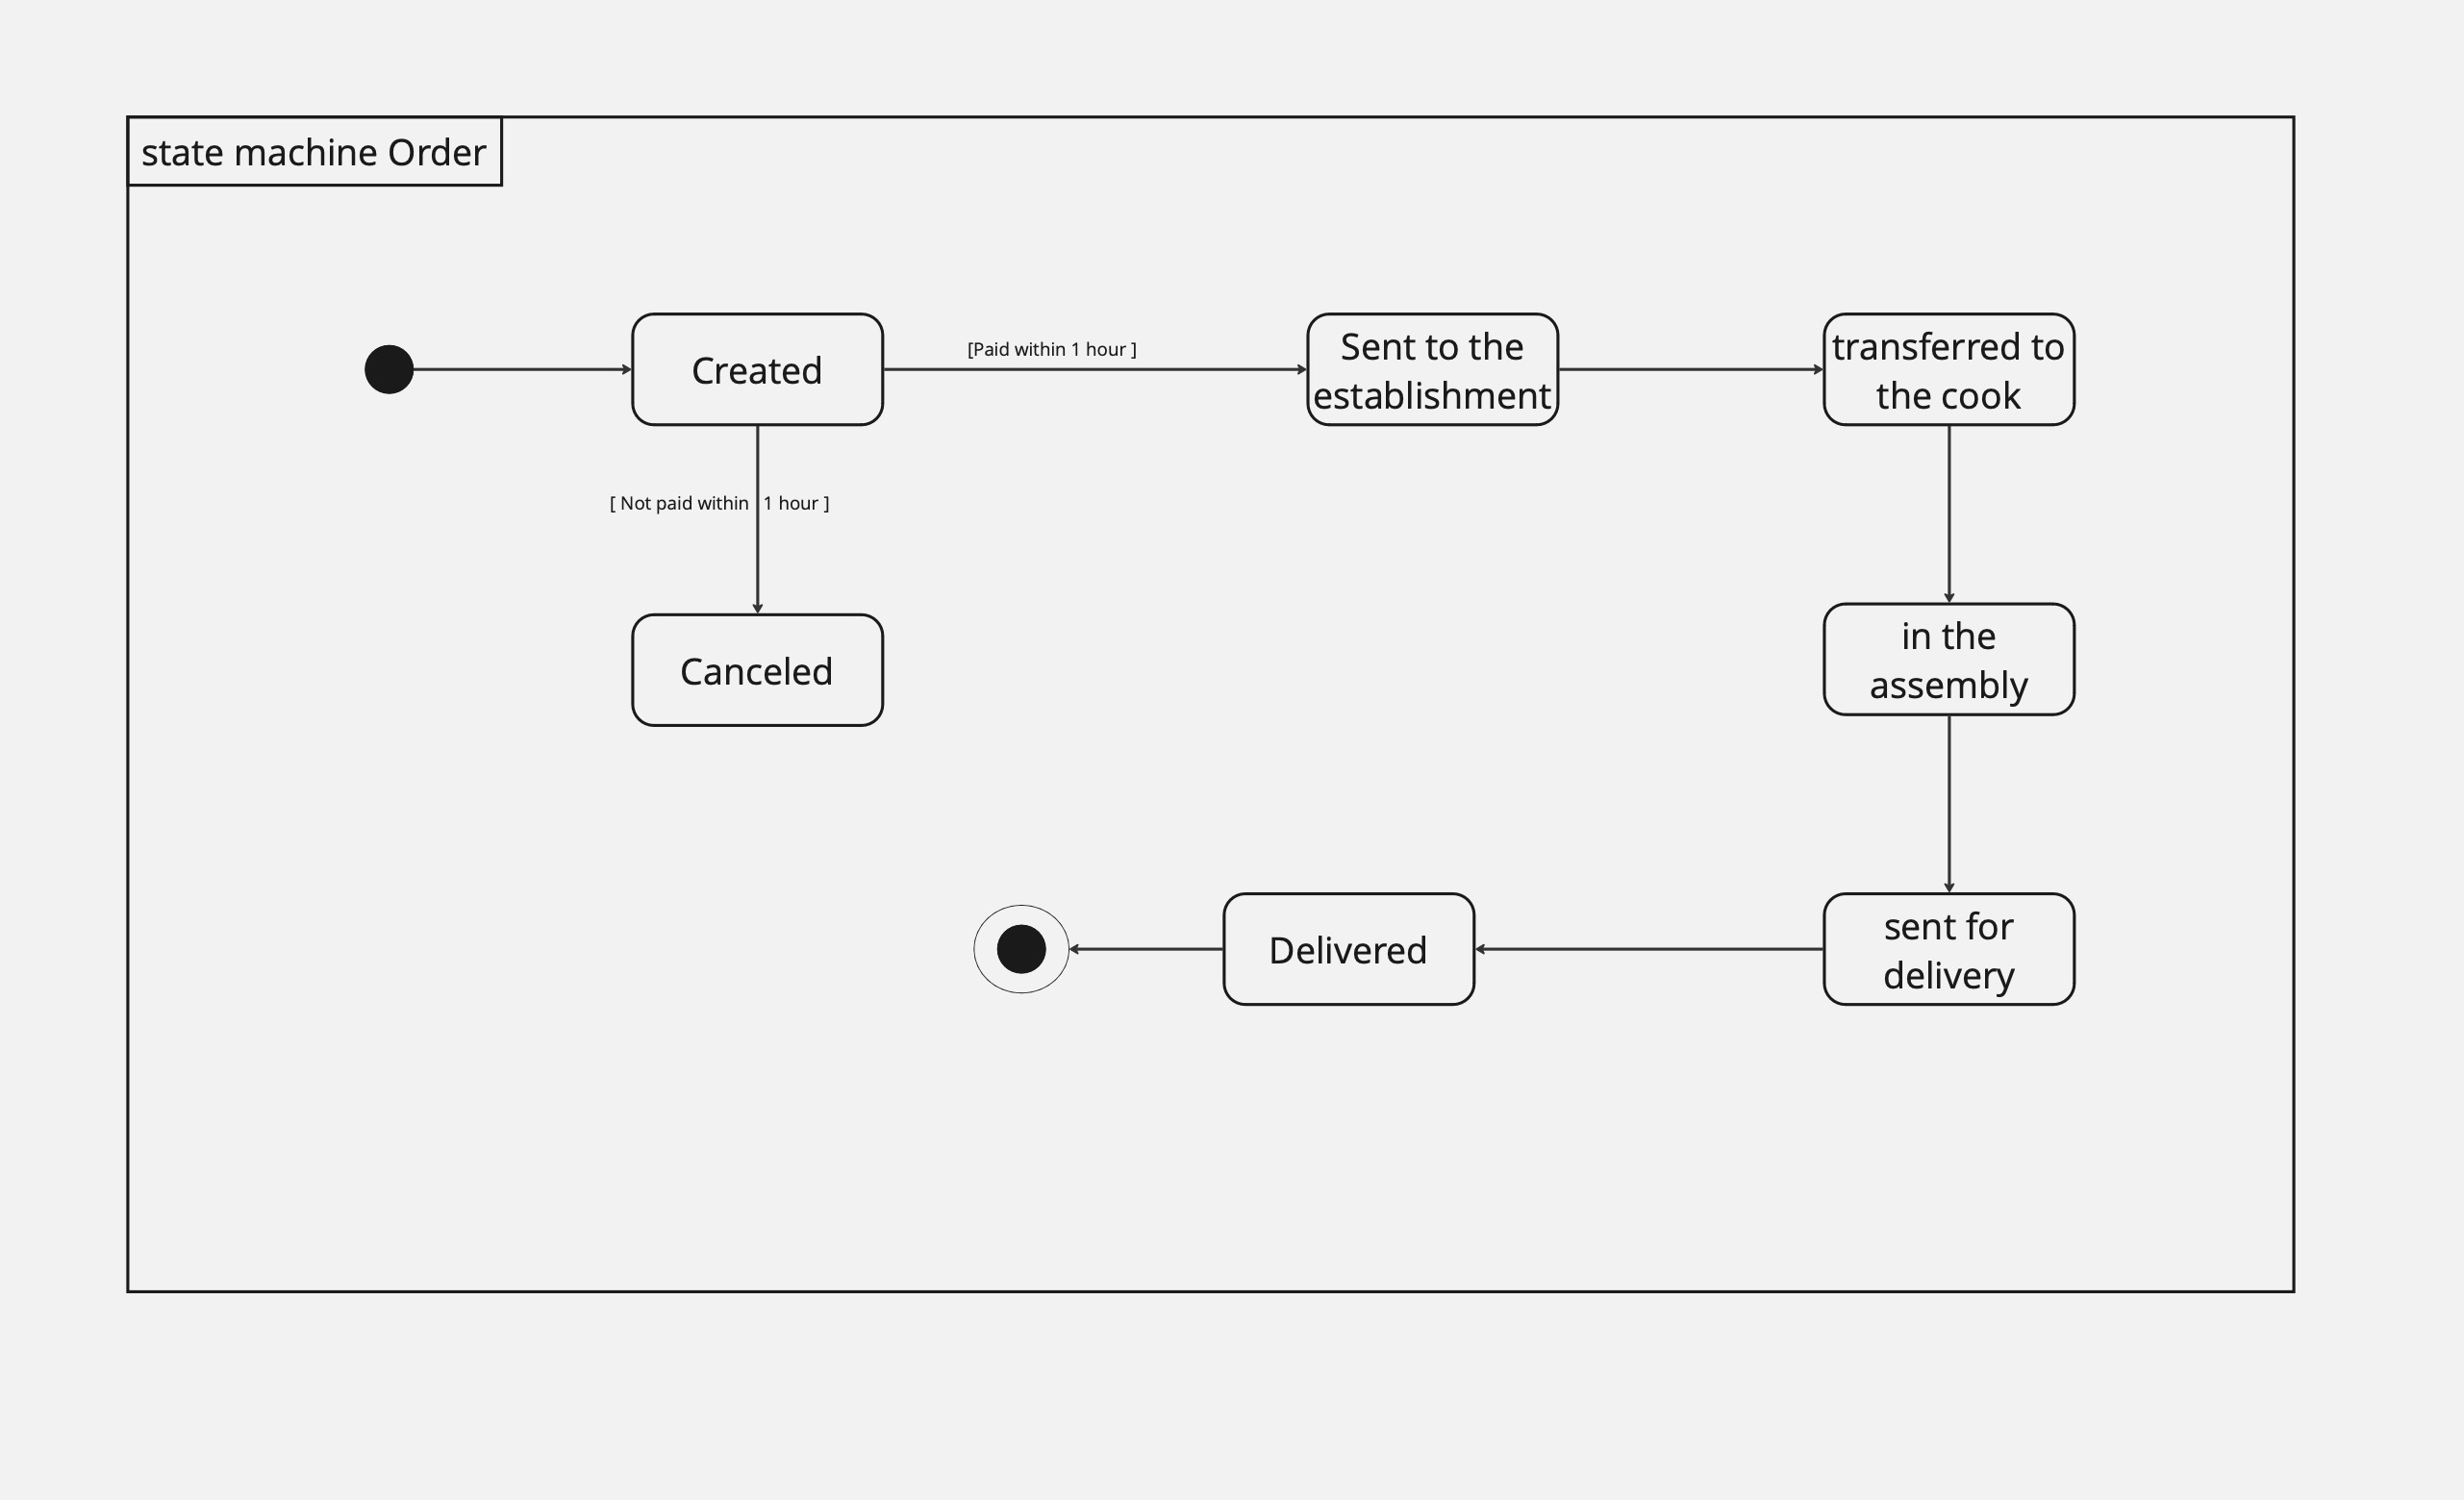 state machine Order
Created
[Paid within 1 hour ]
Sent to the
establishment
transferred to
the cook
[ Not paid within 1 hour ]
Canceled
in the
assembly
Delivered
sent for
delivery